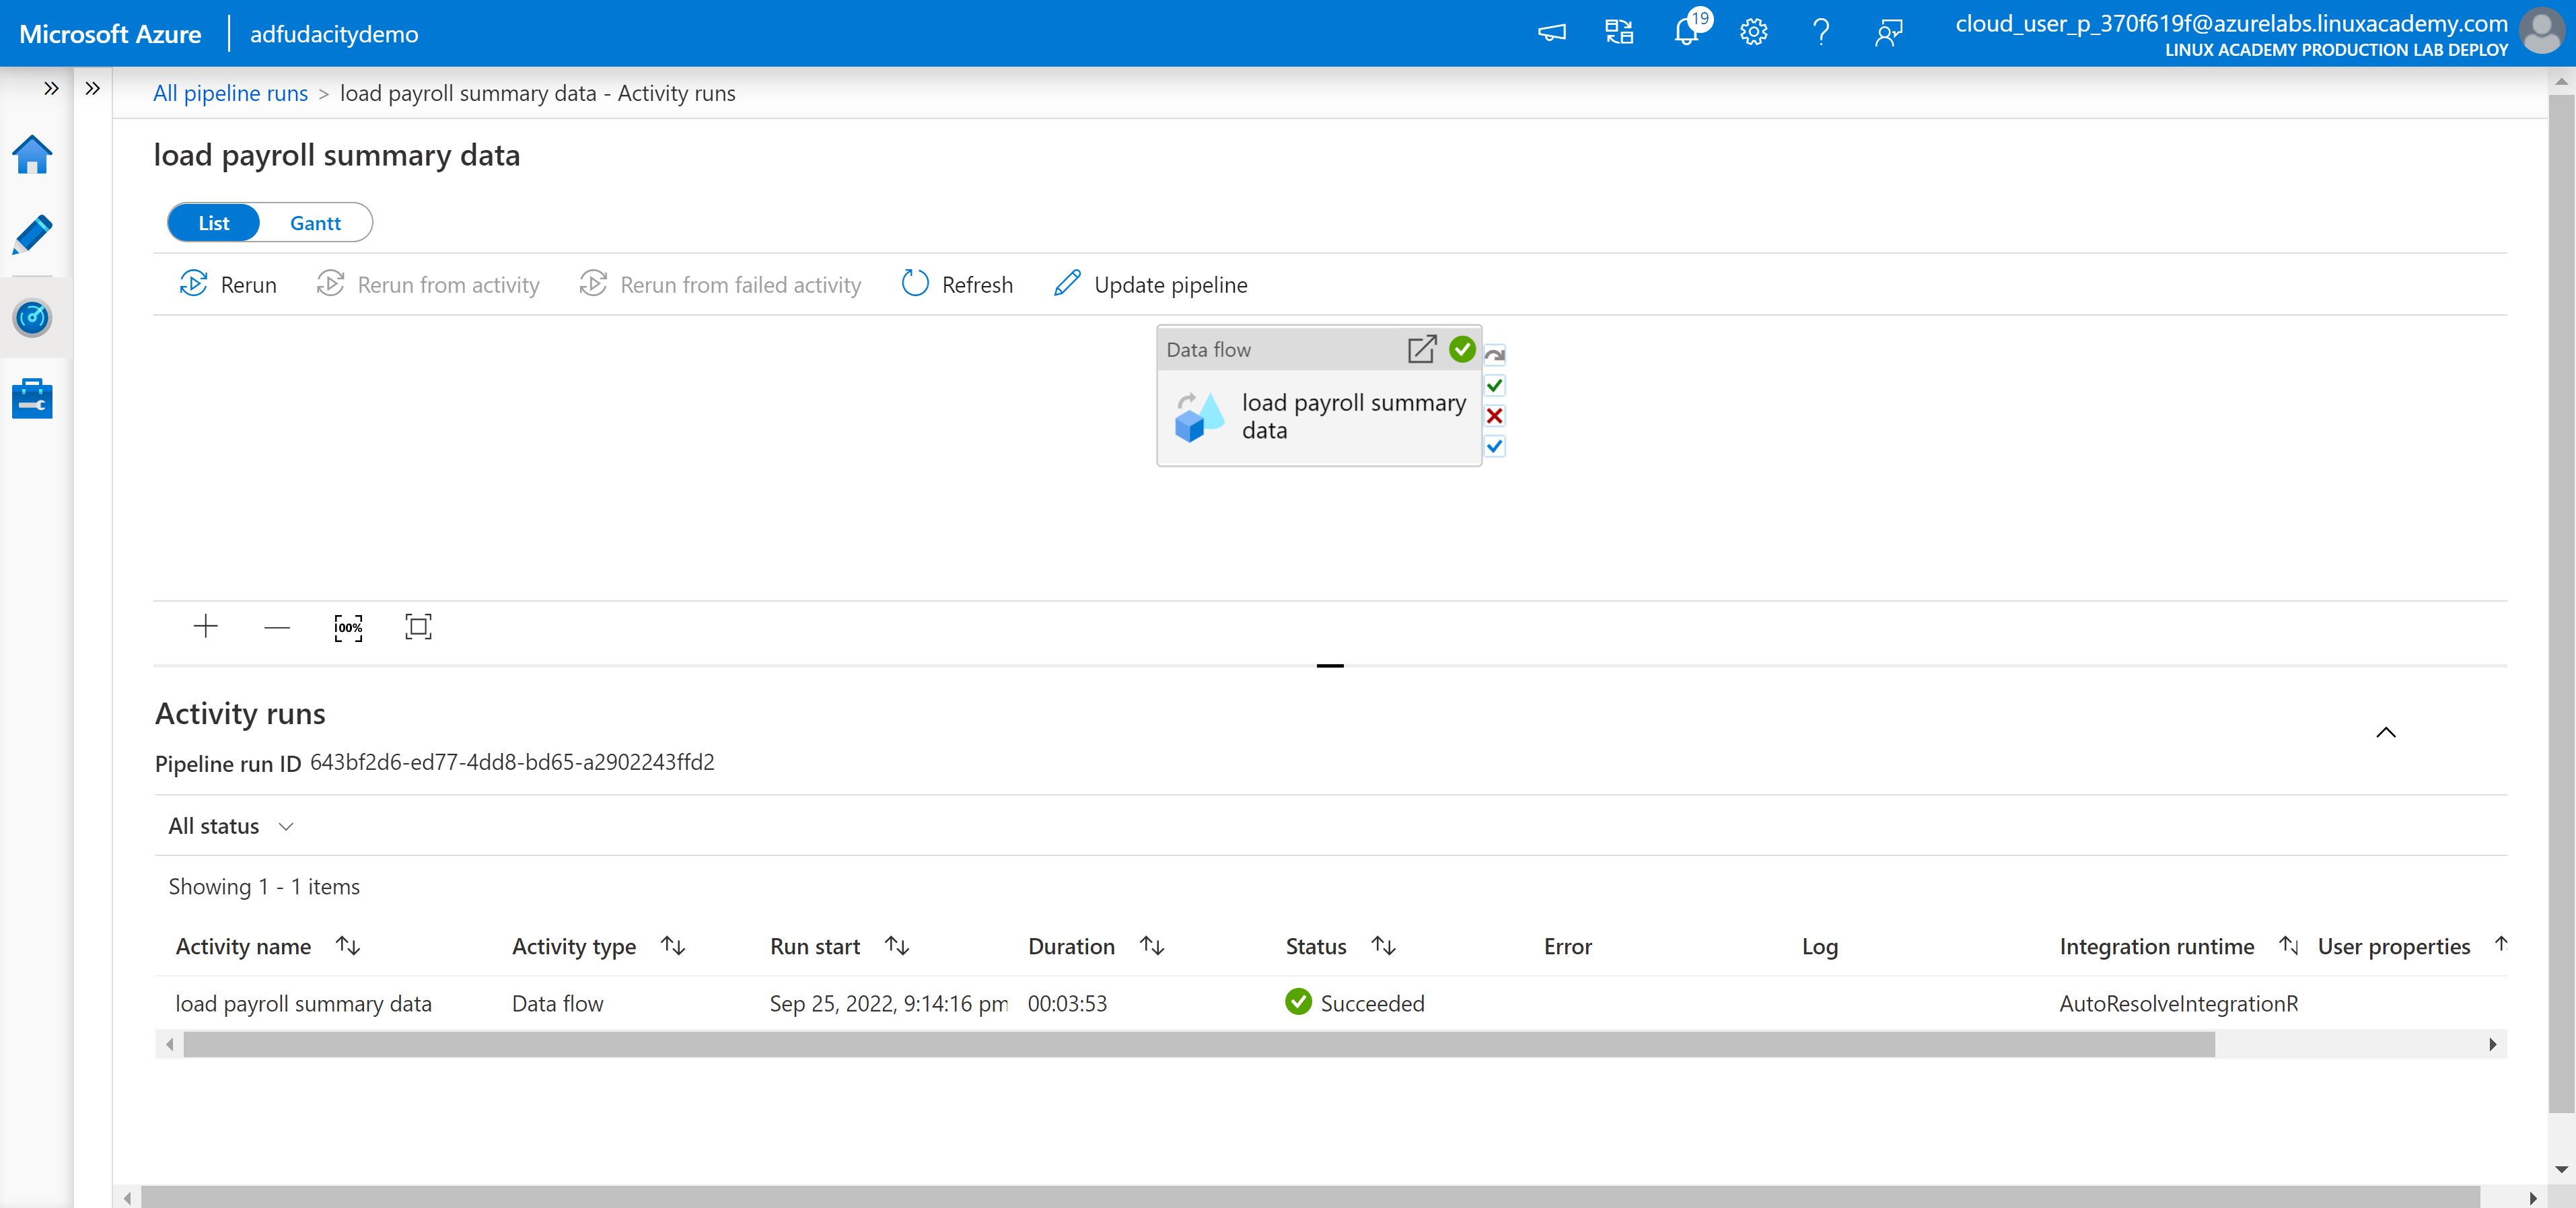 Microsoft Azure
adfudacitydemo
19
cloud_user_p_370f619f@azurelabs.linuxacademy.com
LINUX ACADEMY PRODUCTION LAB DEPLOY
All pipeline runs > load payroll summary data - Activity runs
load payroll summary data
List Gantt
Rerun Rerun from activity Rerun from failed activity Refresh Update pipeline
Data flow
load payroll summary
data
100%
Activity runs
Pipeline run ID 643bf2d6-ed77-4dd8-bd65-a2902243ffd2
All status
Showing 1 - 1 items
Activity name Activity type Run start Duration Status Error Log Integration runtime User properties
load payroll summary data Data flow Sep 25, 2022, 9:14:16 pm 00:03:53 Succeeded AutoResolveIntegrationR